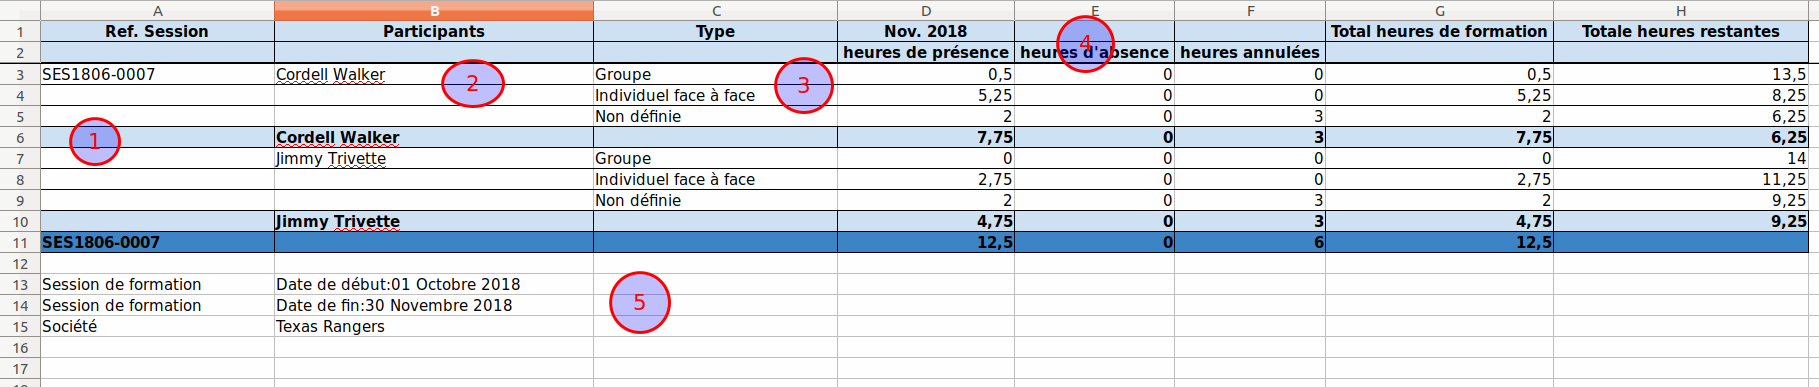 A B C D E F G H
1 Ref. Session Participants Type Nov. 2018 4 Total heures de formation Totale heures restantes
2 heures de présence heures d'absence heures annulées
3 SES1806-0007 Cordell Walker 2 Groupe 3 0,5 0 0 0,5 13,5
4 Individuel face à face 5,25 0 0 5,25 8,25
5 Non définie 2 0 3 2 6,25
6 1 Cordell Walker 7,75 0 3 7,75 6,25
7 Jimmy Trivette Groupe 0 0 0 0 14
8 Individuel face à face 2,75 0 0 2,75 11,25
9 Non définie 2 0 3 2 9,25
10 Jimmy Trivette 4,75 0 3 4,75 9,25
11 SES1806-0007 12,5 0 6 12,5
12
13 Session de formation Date de début:01 Octobre 2018
14 Session de formation Date de fin:30 Novembre 2018 5
15 Société Texas Rangers
16
17